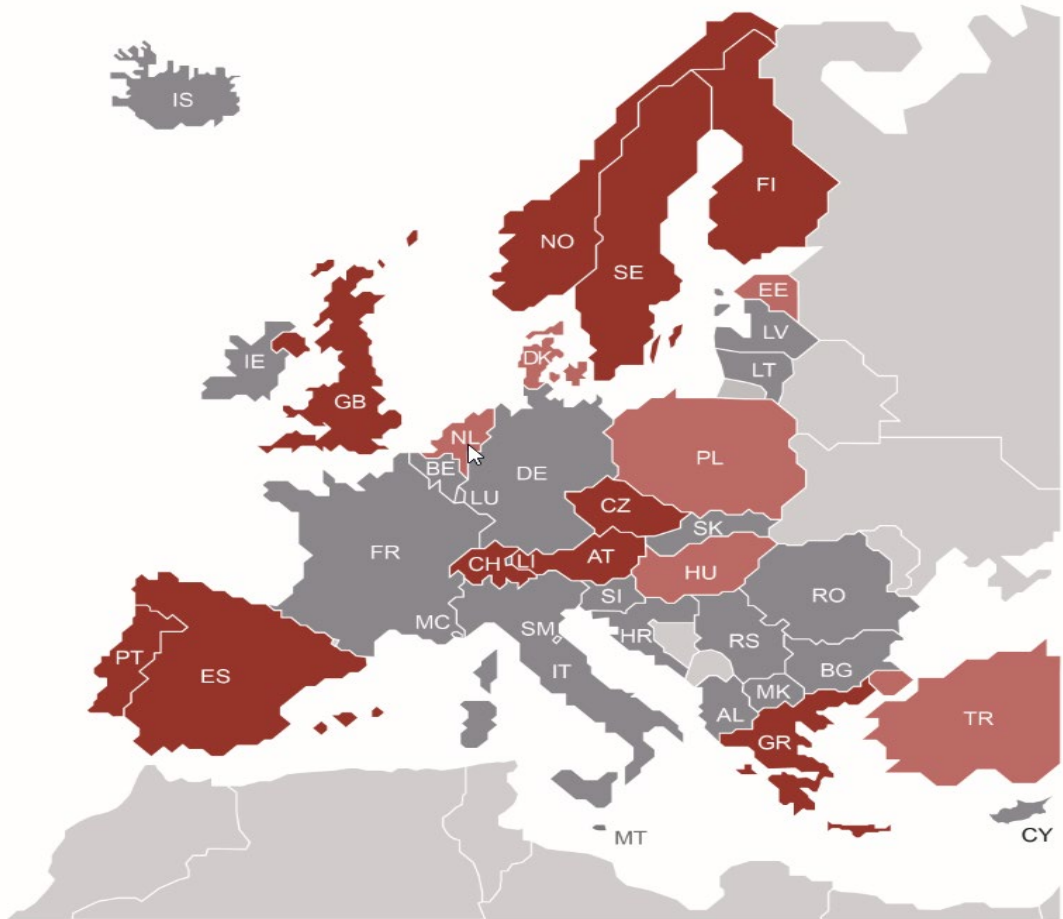 IS
FI
NO
SE
EE
LV
IE
DK
LT
GB
NL
PL
BE
DE
LU
CZ
SK
FR
CH
LI
AT
HU
SI
RO
MC
SM
HR
RS
PT
ES
IT
BG
MK
AL
TR
GR
MT
CY